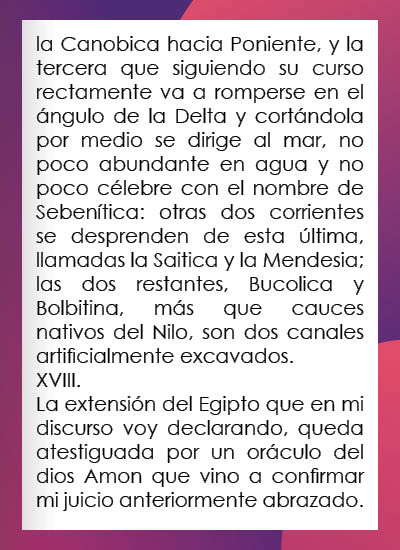 la Canobica hacia Poniente, y la
tercera que siguiendo su curso
rectamente va a romperse en el
ángulo de la Delta y cortándola
por medio se dirige al mar, no
poco abundante en agua y no
poco célebre con el nombre de
Sebenítica: otras dos corrientes
se desprenden de esta última,
llamadas la Saitica y la Mendesia;
las dos restantes, Bucolica y
Bolbitina, más que cauces
nativos del Nilo, son dos canales
artificialmente excavados.
XVIII.
La extensión del Egipto que en mi
discurso voy declarando, queda
atestiguada por un oráculo del
dios Amon que vino a confirmar
mi juicio anteriormente abrazado.